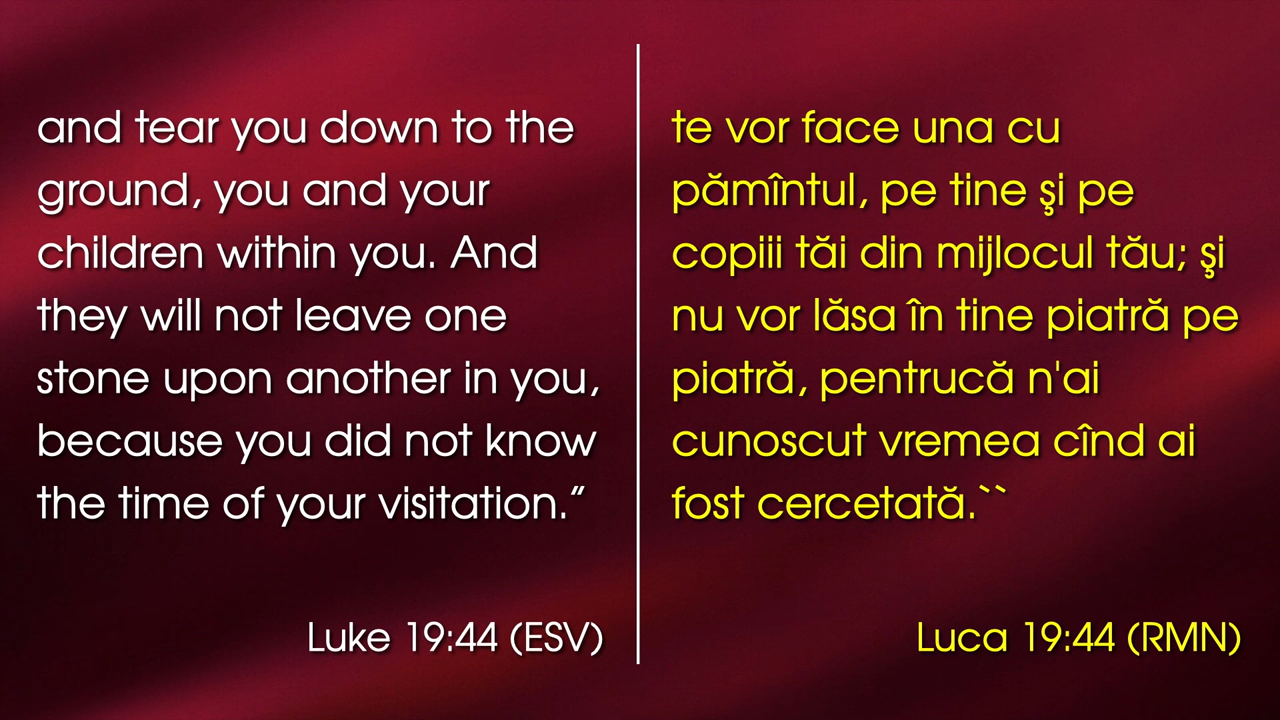 and tear you down to the
ground, you and your
children within you. And
they will not leave one
stone upon another in you,
because you did not know
the time of your visitation.”
Luke 19:44 (ESV)
te vor face una cu
pămîntul, pe tine şi pe
copiii tăi din mijlocul tău; şi
nu vor lăsa în tine piatră pe
piatră, pentrucă n'ai
cunoscut vremea cînd ai
fost cercetată.``
Luca 19:44 (RMN)